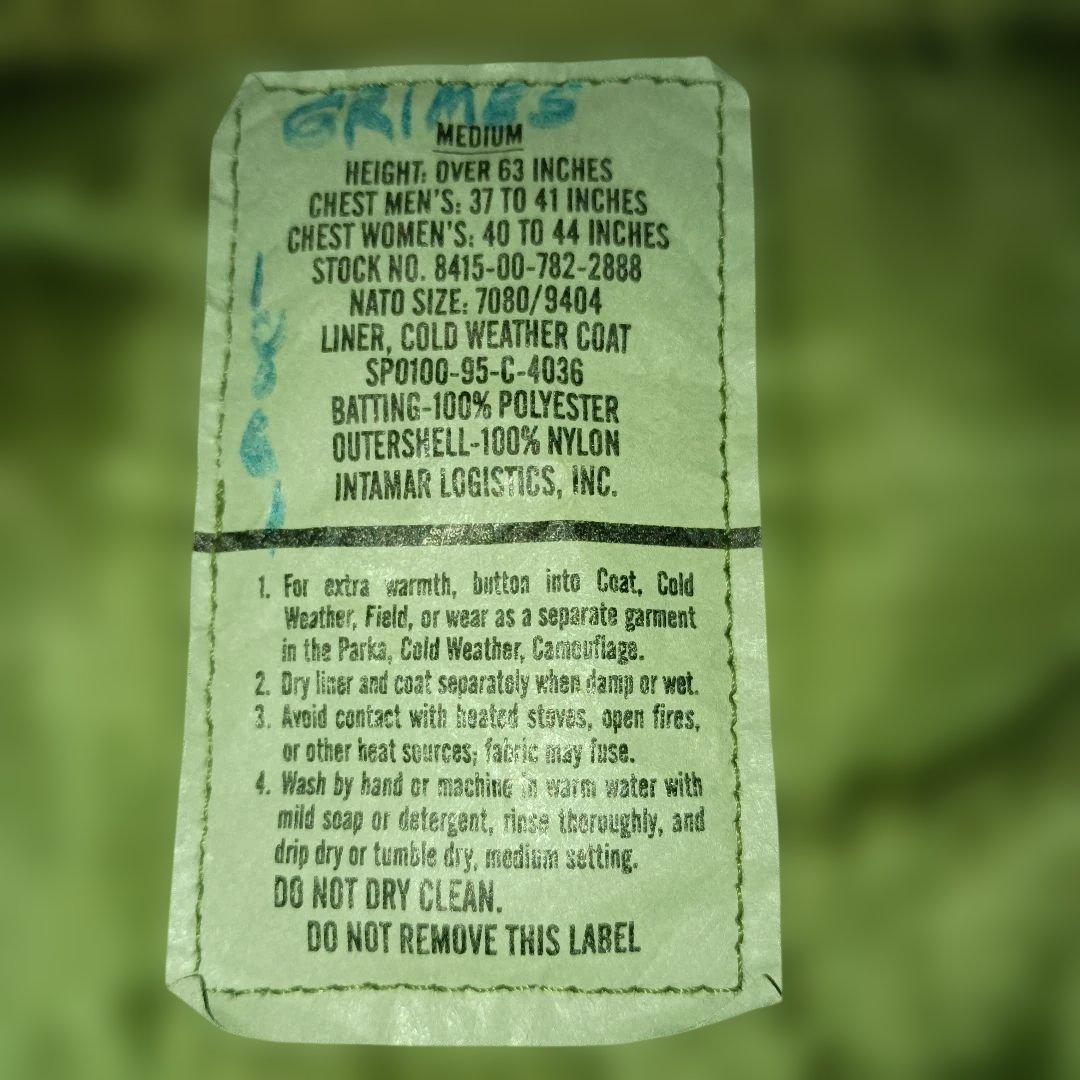 GRIMES
MEDIUM
HEIGHT: OVER 63 INCHES
CHEST MEN'S: 37 TO 41 INCHES
CHEST WOMEN'S: 40 TO 44 INCHES
STOCK NO. 8415-00-782-2888
NATO SIZE: 7080/9404
LINER, COLD WEATHER COAT
SP0100-95-C-4036
BATTING-100% POLYESTER
OUTERSHELL-100% NYLON
INTAMAR LOGISTICS, INC.
1. For extra warmth, button into Coat, Cold
Weather, Field, or wear as a separate garment
in the Parka, Cold Weather, Camouflage.
2. Dry liner and coat separately when damp or wet.
3. Avoid contact with heated stoves, open fires,
or other heat sources; fabric may fuse.
4. Wash by hand or machine in warm water with
mild soap or detergent, rinse thoroughly, and
drip dry or tumble dry, medium setting.
DO NOT DRY CLEAN.
DO NOT REMOVE THIS LABEL